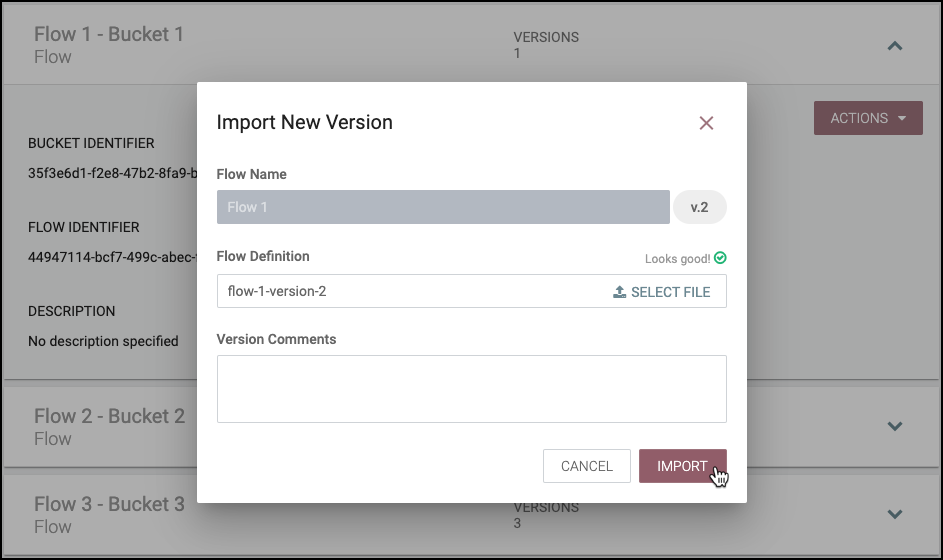 Flow 1 - Bucket 1
Flow
VERSIONS
1
ACTIONS
BUCKET IDENTIFIER
35f3e6d1-f2e8-47b2-8fa9-b
FLOW IDENTIFIER
44947114-bcf7-499c-abec-
DESCRIPTION
No description specified
Import New Version
Flow Name
Flow 1
v.2
Flow Definition
Looks good!
flow-1-version-2
SELECT FILE
Version Comments
CANCEL
IMPORT
Flow 2 - Bucket 2
Flow
Flow 3 - Bucket 3
Flow
VERSIONS
3